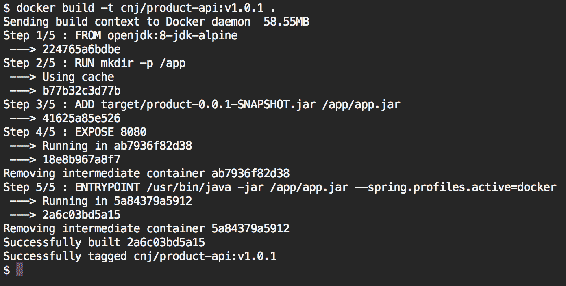 $ docker build -t cnj/product-api:v1.0.1 .
Sending build context to Docker daemon  58.55MB
Step 1/5 : FROM openjdk:8-jdk-alpine
 ---> 224765a6bdbe
Step 2/5 : RUN mkdir -p /app
 ---> Using cache
 ---> b77b32c3d77b
Step 3/5 : ADD target/product-0.0.1-SNAPSHOT.jar /app/app.jar
 ---> 41625a85e526
Step 4/5 : EXPOSE 8080
 ---> Running in ab7936f82d38
 ---> 18e8b967a8f7
Removing intermediate container ab7936f82d38
Step 5/5 : ENTRYPOINT /usr/bin/java -jar /app/app.jar --spring.profiles.active=docker
 ---> Running in 5a84379a5912
 ---> 2a6c03bd5a15
Removing intermediate container 5a84379a5912
Successfully built 2a6c03bd5a15
Successfully tagged cnj/product-api:v1.0.1
$